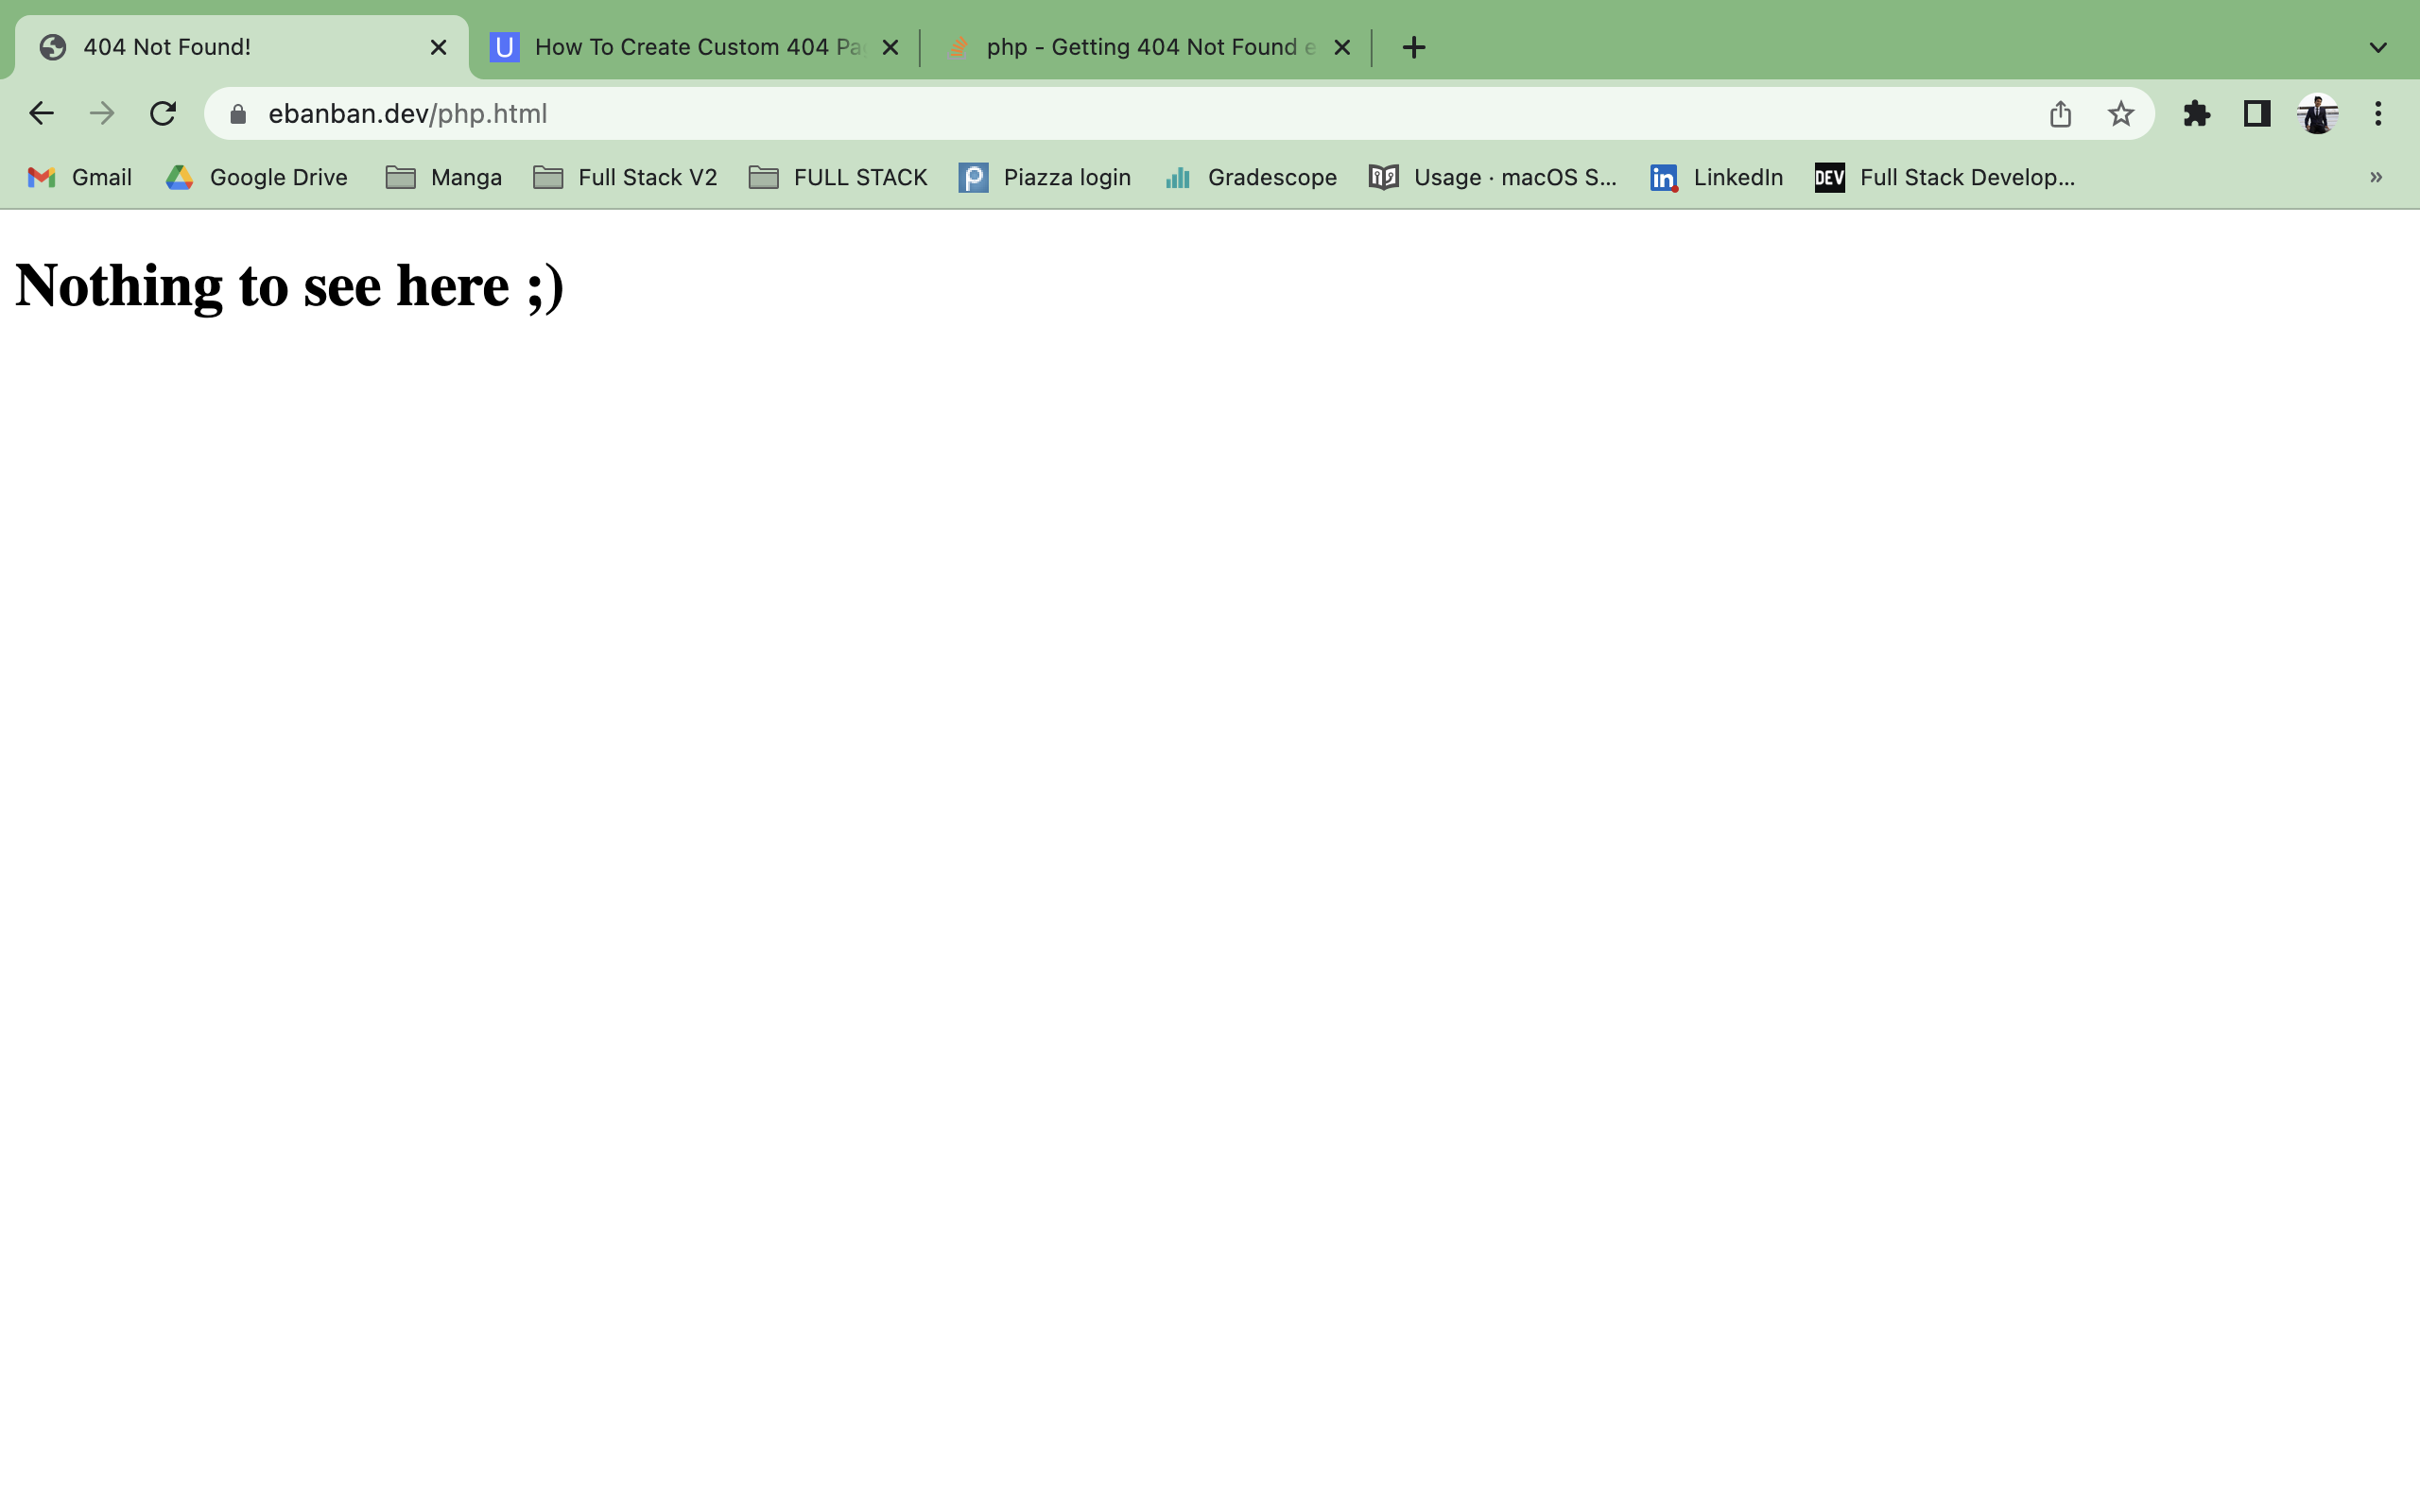 404 Not Found!
U How To Create Custom 404 Pa
php - Getting 404 Not Found e
ebanban.dev/php.html
Gmail Google Drive Manga Full Stack V2 FULL STACK Piazza login Gradescope Usage · macOS S... in LinkedIn DEV Full Stack Develop... »
Nothing to see here ;)